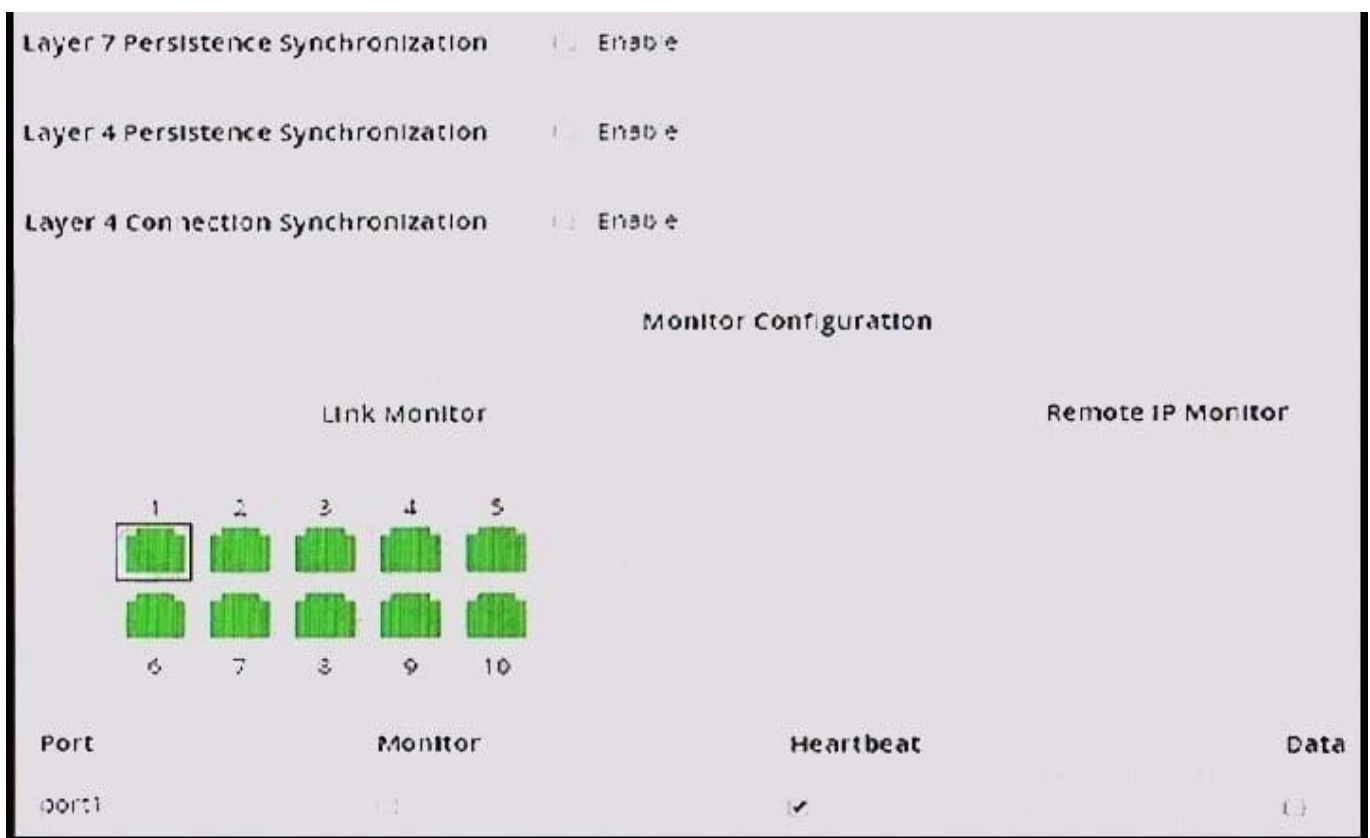 Layer 7 Persistence Synchronization Enable
Layer 4 Persistence Synchronization Enable
Layer 4 Connection Synchronization Enable
Monitor Configuration
Link Monitor Remote IP Monitor
1 2 3 4 5
6 7 8 9 10
Port Monitor Heartbeat Data
port1